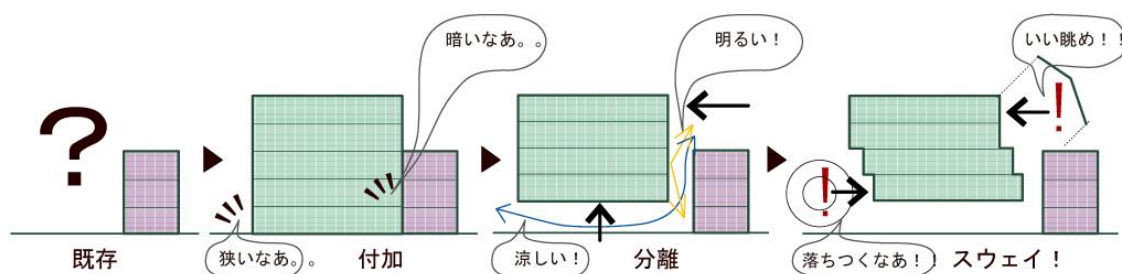 ?
既存
暗いなあ。。
狭いなあ。。
付加
明るい！
涼しい！
分離
いい眺め！！
!
!
落ちつくなあ！
スウェイ！